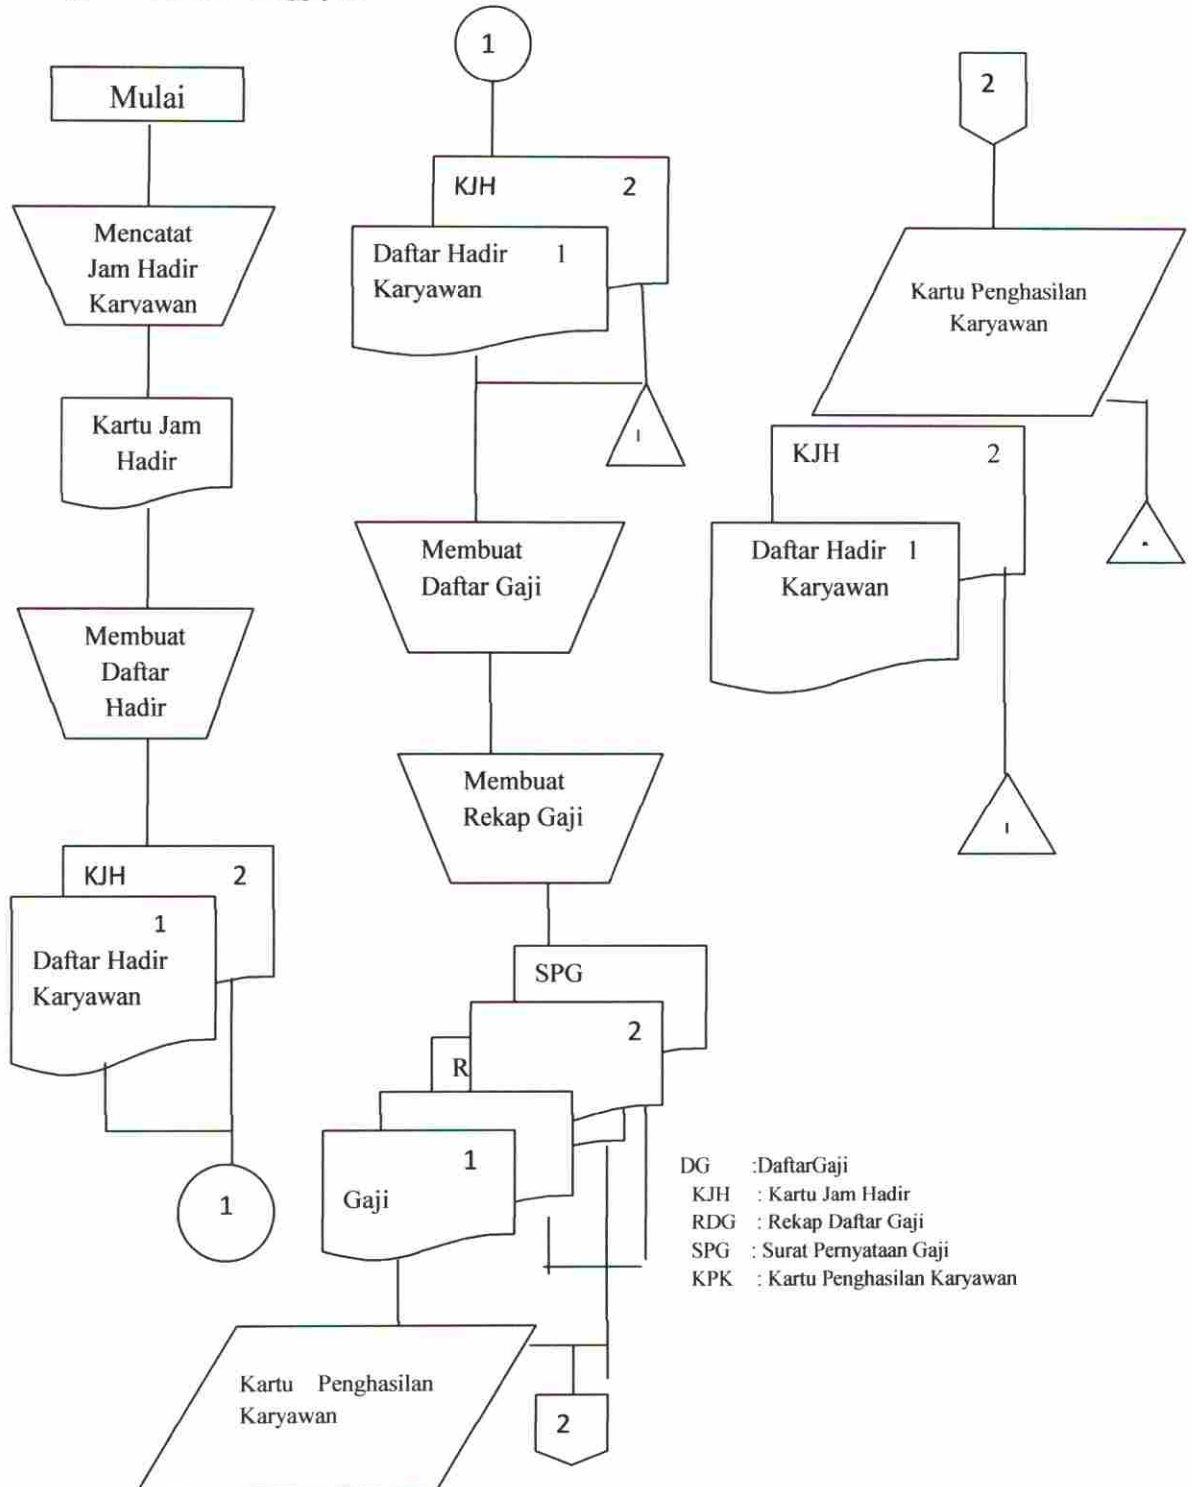 Mulai
Mencatat
Jam Hadir
Karyawan
Kartu Jam
Hadir
Membuat
Daftar
Hadir
KJH 2
1
Daftar Hadir
Karyawan
1
1
KJH 2
Daftar Hadir 1
Karyawan
I
Membuat
Daftar Gaji
Membuat
Rekap Gaji
SPG
2
R
1
Gaji
Kartu Penghasilan
Karyawan
2
2
Kartu Penghasilan
Karyawan
KJH 2
Daftar Hadir 1
Karyawan
I
DG :DaftarGaji
KJH : Kartu Jam Hadir
RDG : Rekap Daftar Gaji
SPG : Surat Pernyataan Gaji
KPK : Kartu Penghasilan Karyawan